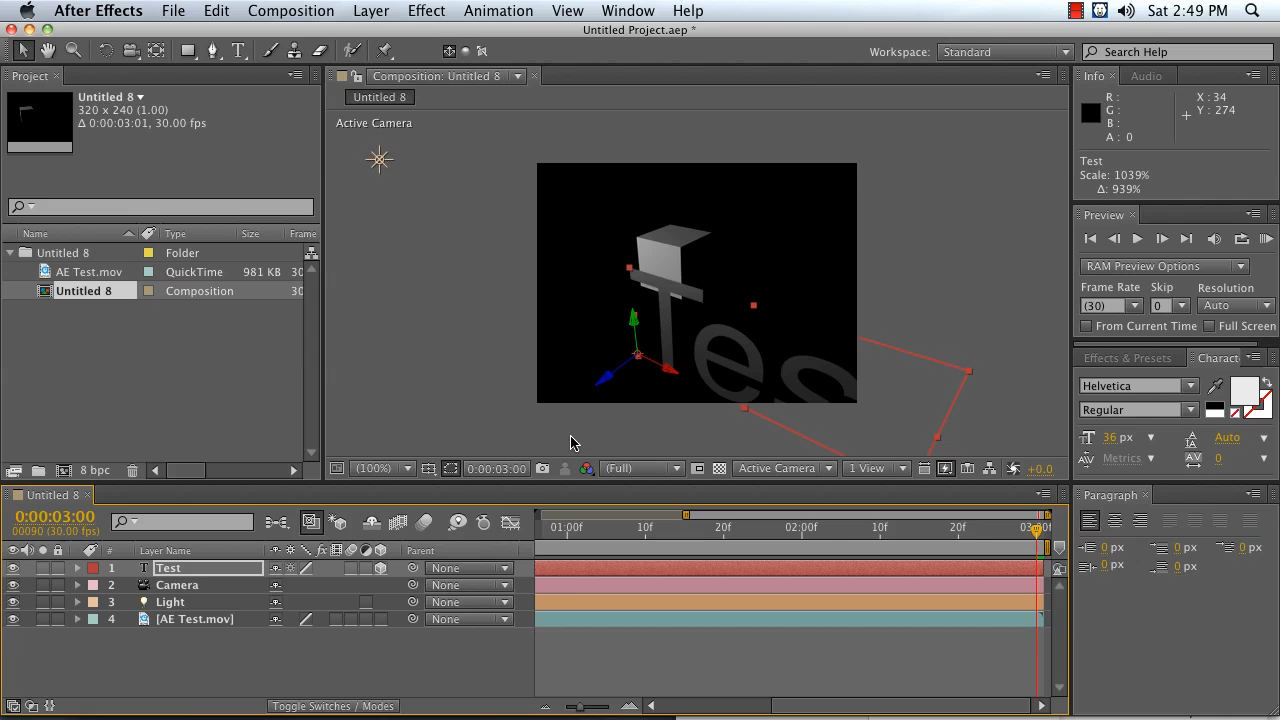 After Effects File Edit Composition Layer Effect Animation View Window Help Sat 2:49 PM
Untitled Project.aep *
Workspace: Standard Search Help
Project × Composition: Untitled 8 × Info × Audio
Untitled 8
320 x 240 (1.00)
Δ 0:00:03:01, 30.00 fps
Untitled 8
Active Camera
R :
G :
B :
A : 0
X : 34
Y : 274
Test
Scale: 1039%
Δ: 939%
Tes
Name Type Size Frame
Untitled 8 Folder
AE Test.mov QuickTime 981 KB 30
Untitled 8 Composition 30
8 bpc
Preview ×
RAM Preview Options
Frame Rate Skip Resolution
(30) 0 Auto
From Current Time Full Screen
Effects & Presets Charact
Helvetica
Regular
36 px Auto
Metrics 0
(100%) 0:00:03:00 (Full) Active Camera 1 View +0.0
Untitled 8 ×
0:00:03:00
00090 (30.00 fps)
01:00f 10f 20f 02:00f 10f 20f 03:00f
# Layer Name Parent
1 T Test None
2 Camera None
3 Light None
4 [AE Test.mov] None
Toggle Switches / Modes
Paragraph ×
0 px 0 px 0 px
0 px 0 px